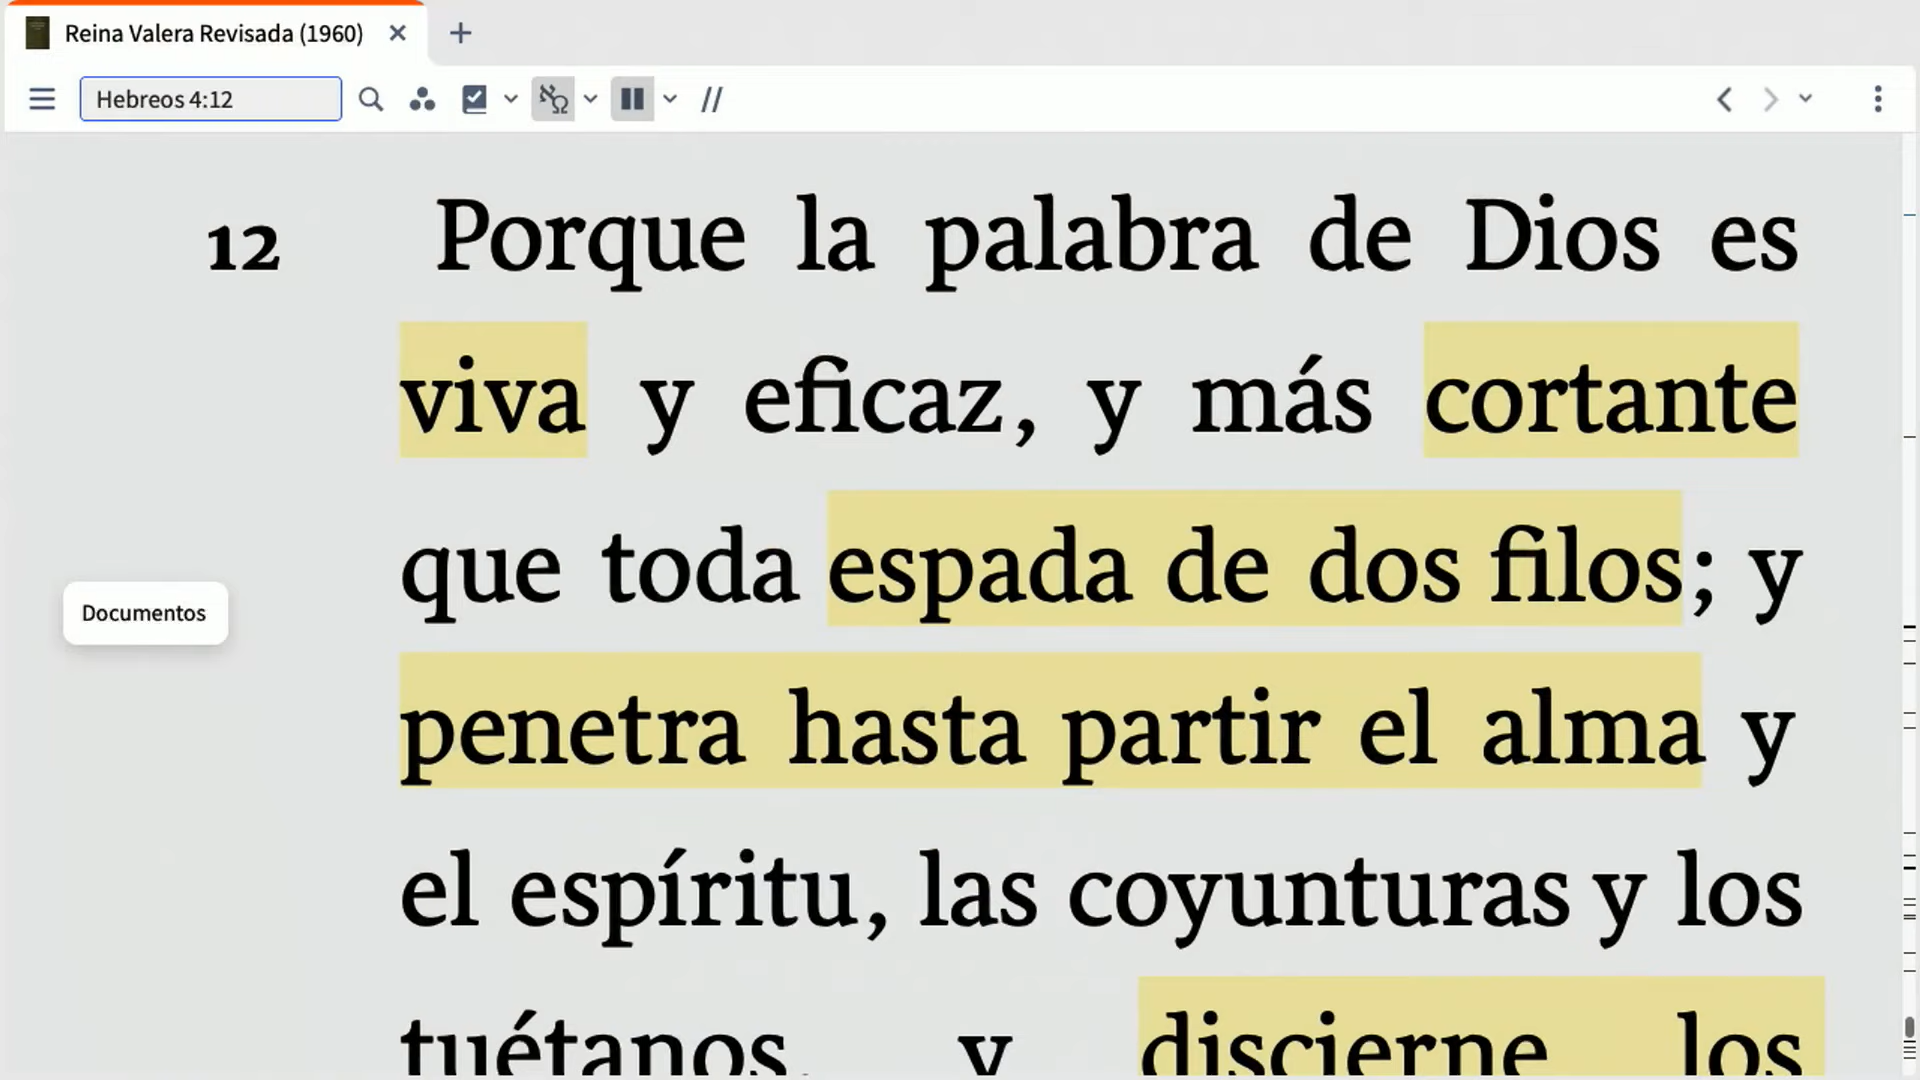 Reina Valera Revisada (1960)
Hebreos 4:12
12 Porque la palabra de Dios es
viva y eficaz, y más cortante
que toda espada de dos filos; y
Documentos
penetra hasta partir el alma y
el espíritu, las coyunturas y los
tuétanos, y discierne los